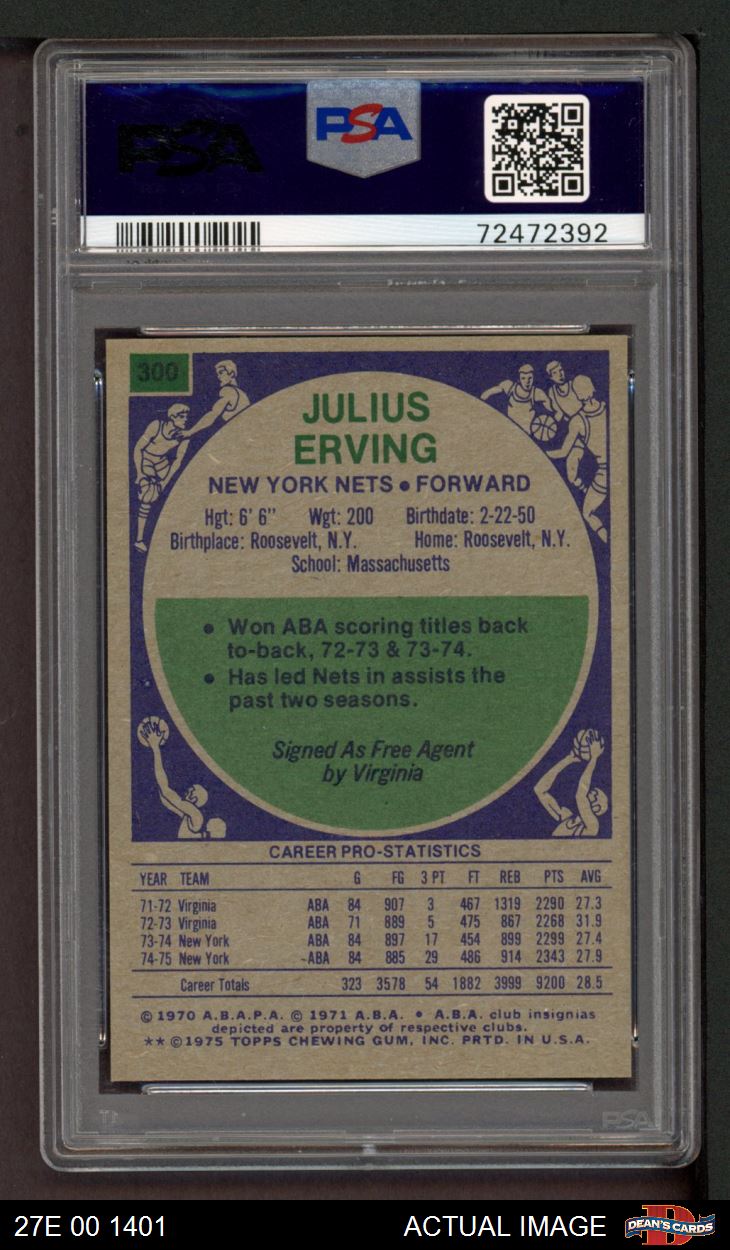 PSA
PSA
72472392
300
JULIUS
ERVING
NEW YORK NETS • FORWARD
Hgt: 6' 6" Wgt: 200 Birthdate: 2-22-50
Birthplace: Roosevelt, N.Y. Home: Roosevelt, N.Y.
School: Massachusetts
• Won ABA scoring titles back
to-back, 72-73 & 73-74.
• Has led Nets in assists the
past two seasons.
Signed As Free Agent
by Virginia
CAREER PRO-STATISTICS
YEAR TEAM G FG 3 PT FT REB PTS AVG
71-72 Virginia ABA 84 907 3 467 1319 2290 27.3
72-73 Virginia ABA 71 889 5 475 867 2268 31.9
73-74 New York ABA 84 897 17 454 899 2299 27.4
74-75 New York ABA 84 885 29 486 914 2343 27.9
Career Totals 323 3578 54 1882 3999 9200 28.5
© 1970 A.B.A.P.A. © 1971 A.B.A. • A.B.A. club insignias
depicted are property of respective clubs.
** © 1975 TOPPS CHEWING GUM, INC. PRTD. IN U.S.A.
PSA
27E 00 1401 ACTUAL IMAGE DEAN'S CARDS